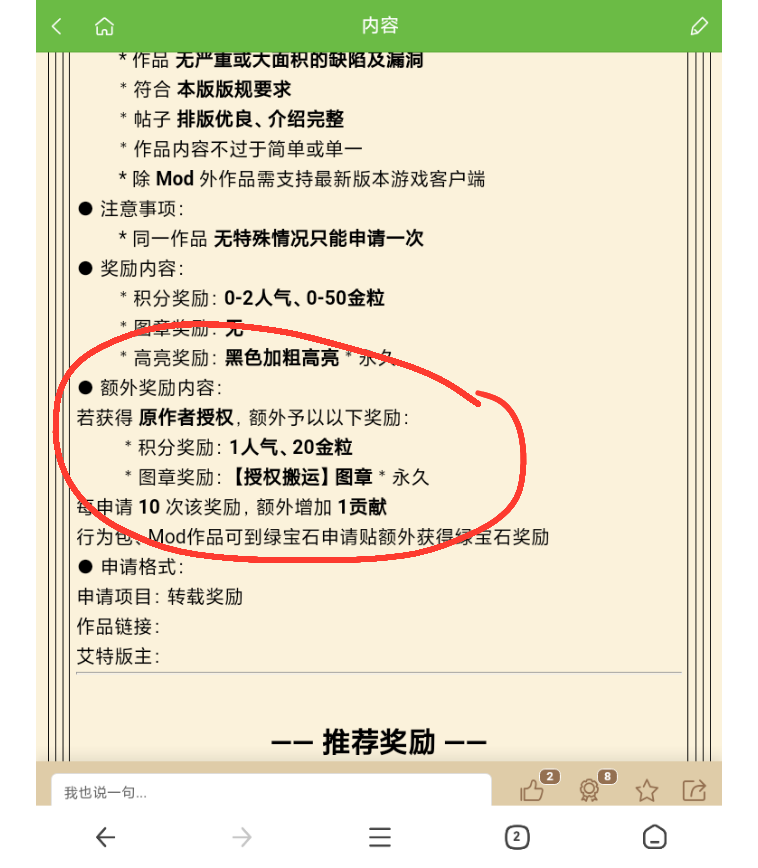 内容
* 作品 无严重或大面积的缺陷及漏洞
* 符合 本版版规要求
* 帖子 排版优良、介绍完整
* 作品内容不过于简单或单一
* 除 Mod 外作品需支持最新版本游戏客户端
● 注意事项:
* 同一作品 无特殊情况只能申请一次
● 奖励内容:
* 积分奖励: 0-2人气、0-50金粒
* 图章奖励: 无
* 高亮奖励: 黑色加粗高亮 * 永久
● 额外奖励内容:
若获得 原作者授权, 额外予以以下奖励:
* 积分奖励: 1人气、20金粒
* 图章奖励:【授权搬运】图章 * 永久
每申请 10 次该奖励, 额外增加 1贡献
行为包、Mod作品可到绿宝石申请贴额外获得绿宝石奖励
● 申请格式:
申请项目: 转载奖励
作品链接:
艾特版主:
—— 推荐奖励 ——
我也说一句...
2
8
2